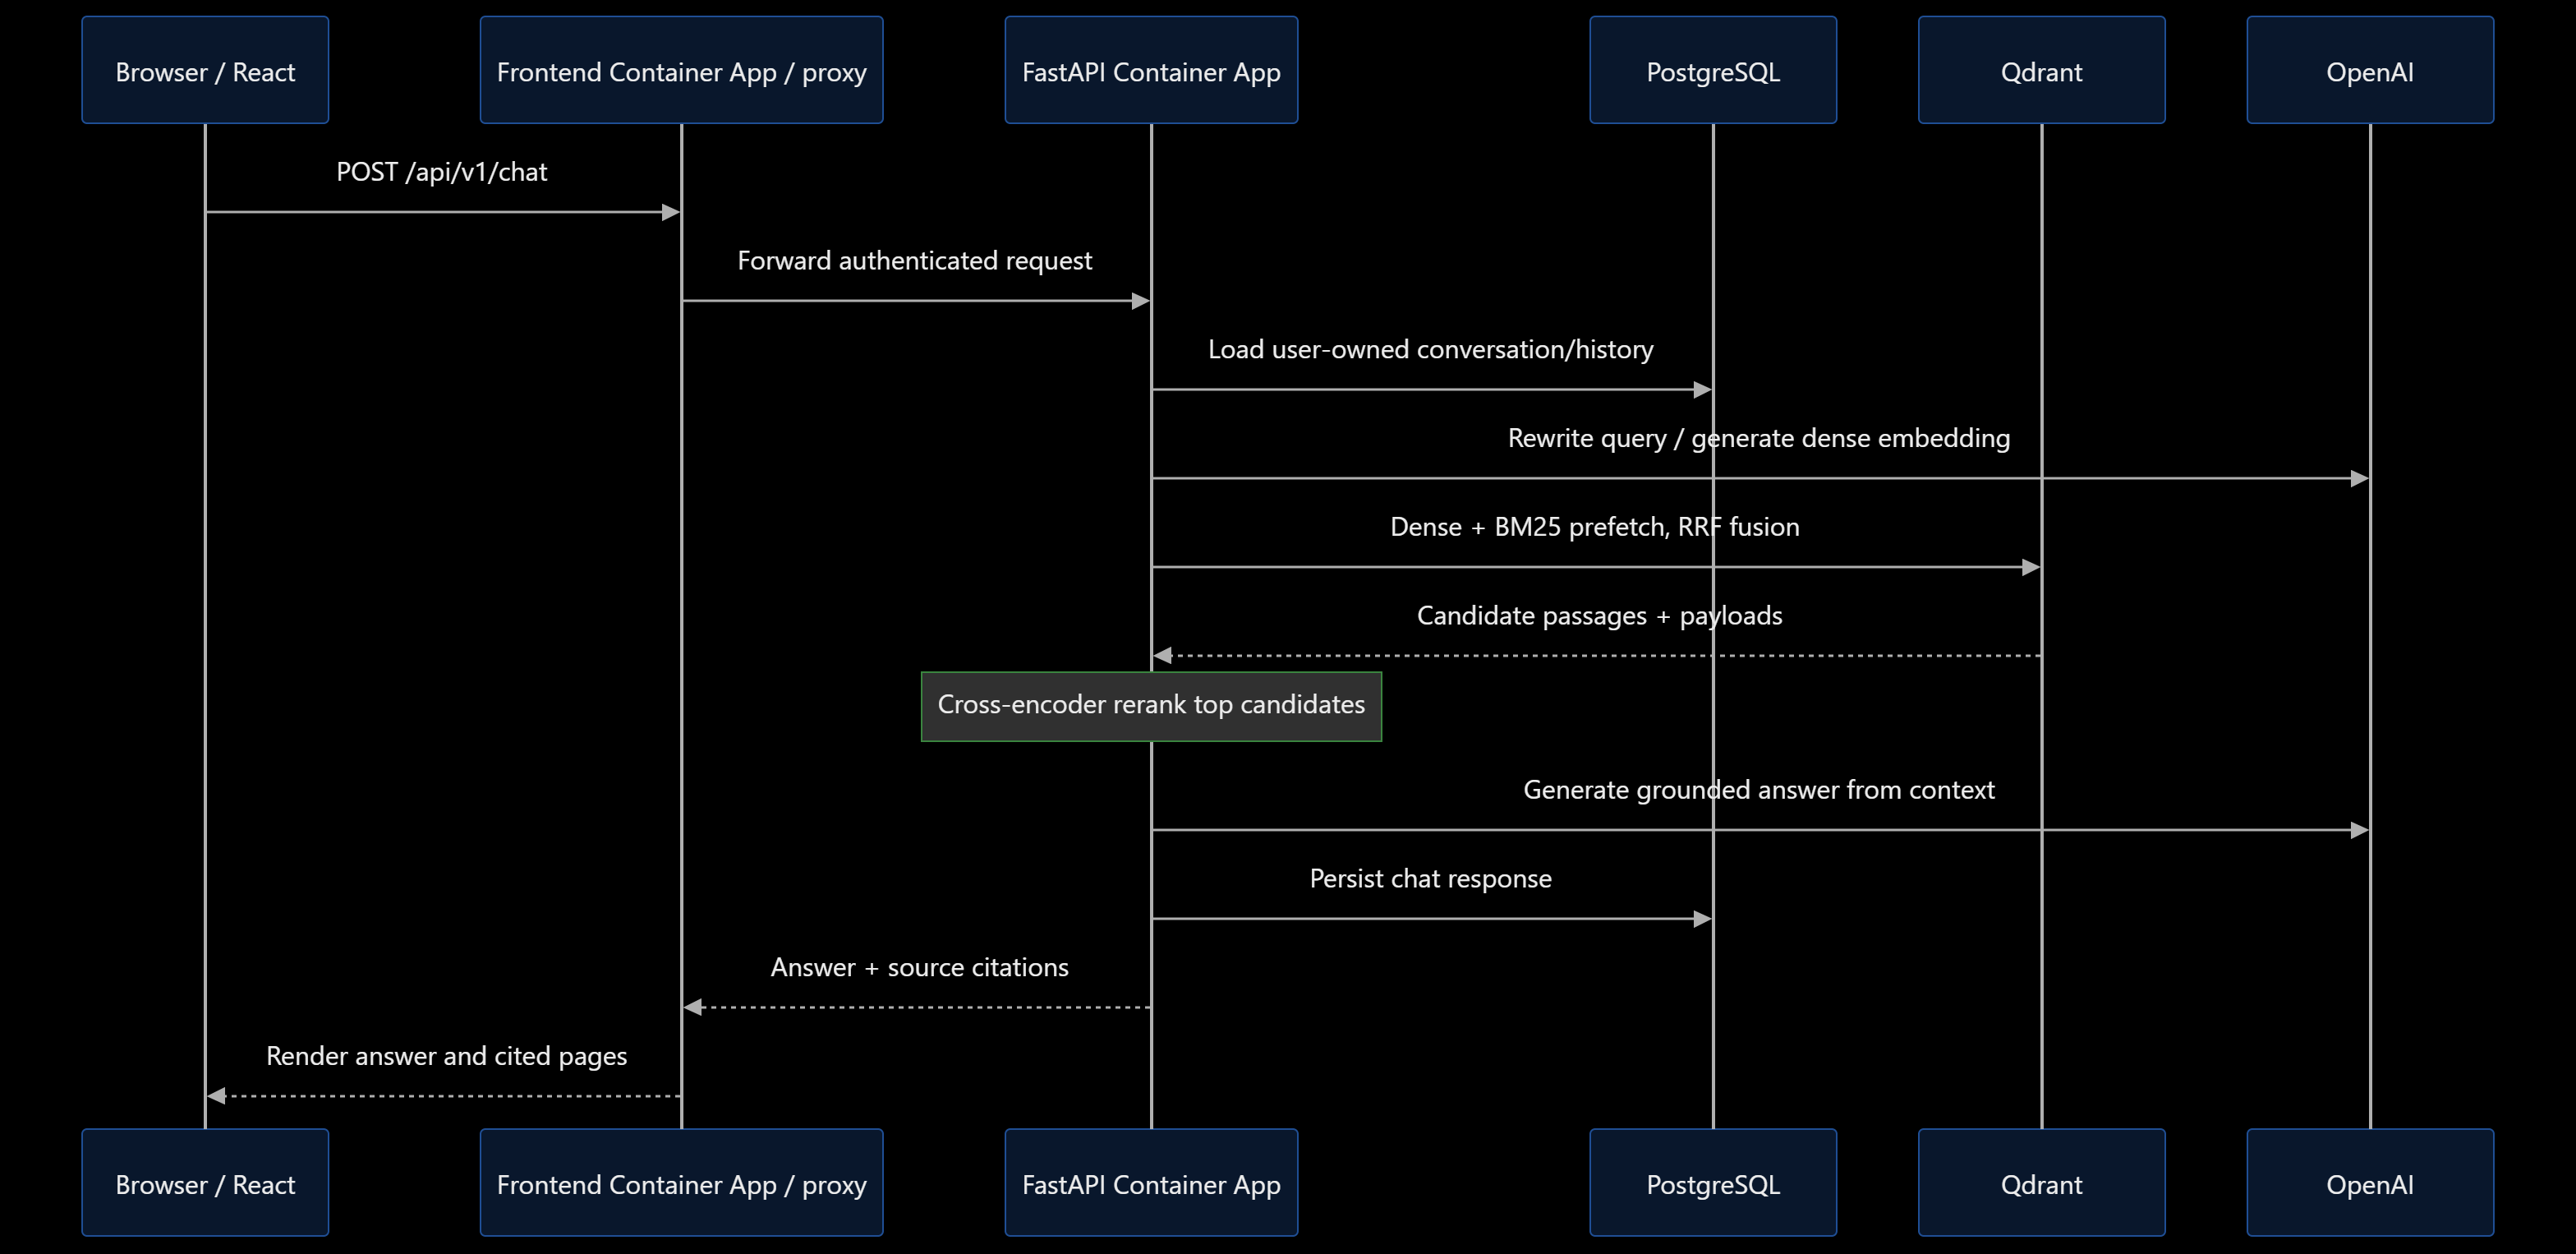 Browser / React
Frontend Container App / proxy
FastAPI Container App
PostgreSQL
Qdrant
OpenAI
POST /api/v1/chat
Forward authenticated request
Load user-owned conversation/history
Rewrite query / generate dense embedding
Dense + BM25 prefetch, RRF fusion
Candidate passages + payloads
Cross-encoder rerank top candidates
Generate grounded answer from context
Persist chat response
Answer + source citations
Render answer and cited pages
Browser / React
Frontend Container App / proxy
FastAPI Container App
PostgreSQL
Qdrant
OpenAI